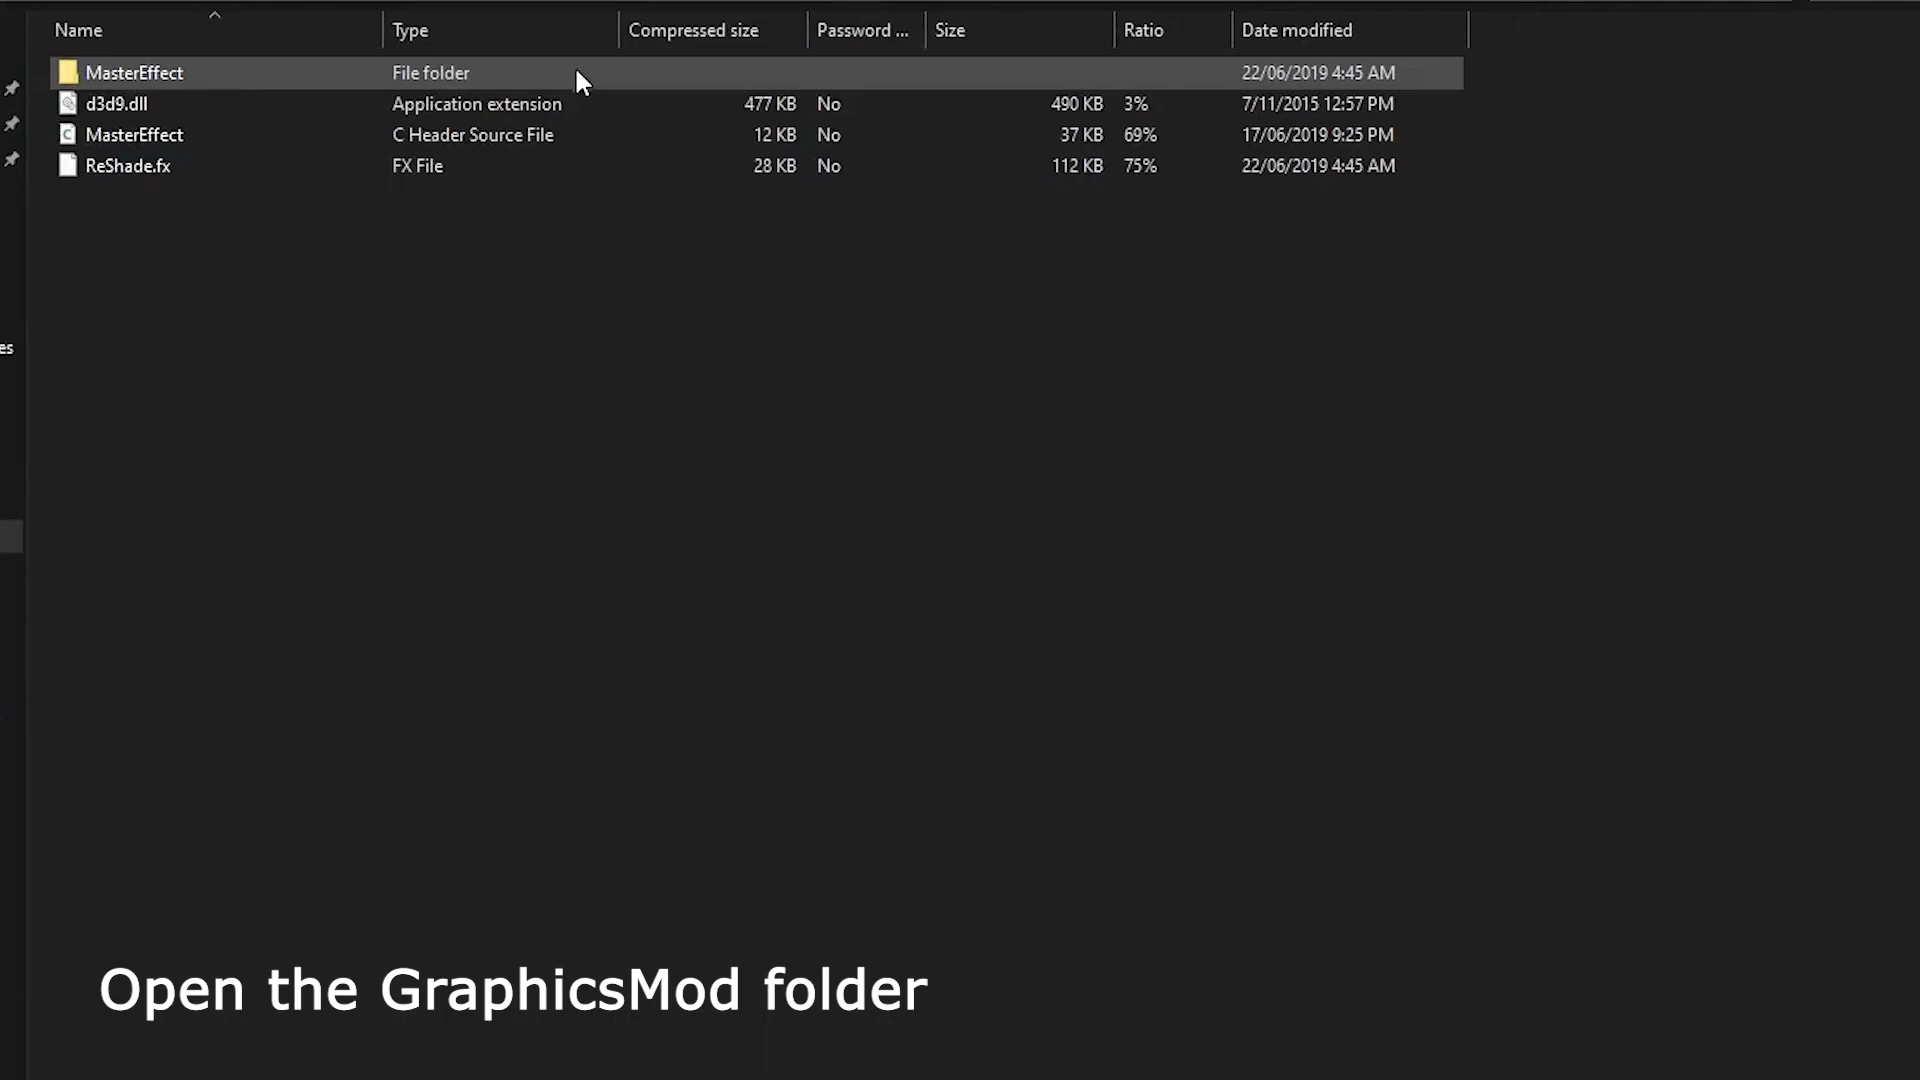 Name Type Compressed size Password ... Size Ratio Date modified
MasterEffect File folder 22/06/2019 4:45 AM
d3d9.dll Application extension 477 KB No 490 KB 3% 7/11/2015 12:57 PM
MasterEffect C Header Source File 12 KB No 37 KB 69% 17/06/2019 9:25 PM
ReShade.fx FX File 28 KB No 112 KB 75% 22/06/2019 4:45 AM
es
Open the GraphicsMod folder